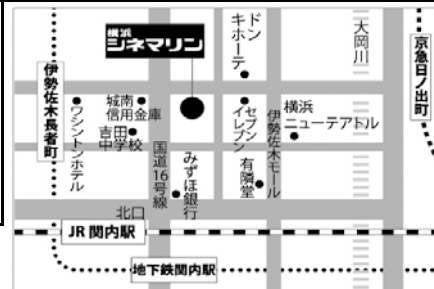 横浜
シネマリン
ドン
キホーテ
大岡川
京急日ノ出町
伊勢佐木長者町
ワシントンホテル
城南
信用金庫
吉田
中学校
国道16号線
みずほ銀行
セブン
イレブン
有隣堂
伊勢佐木モール
横浜
ニューテアトル
北口
JR 関内駅
地下鉄関内駅